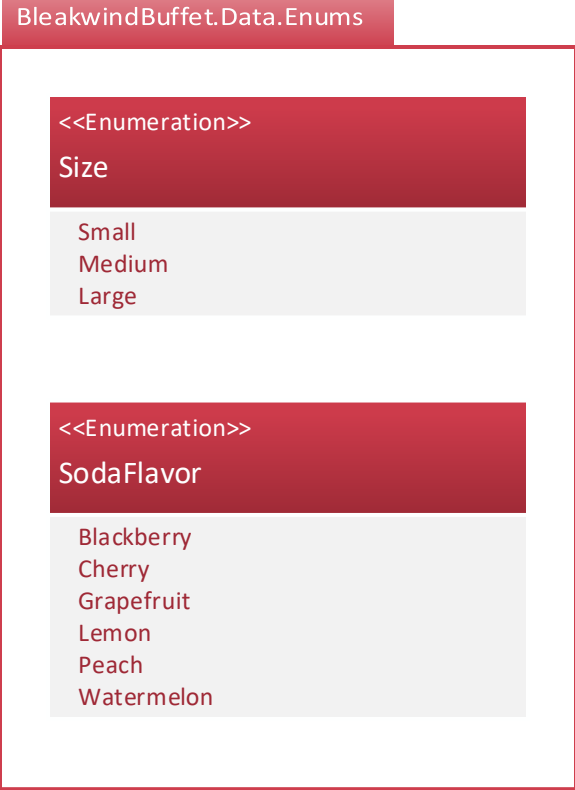 BleakwindBuffet.Data.Enums
<<Enumeration>>
Size
Small
Medium
Large
<<Enumeration>>
SodaFlavor
Blackberry
Cherry
Grapefruit
Lemon
Peach
Watermelon